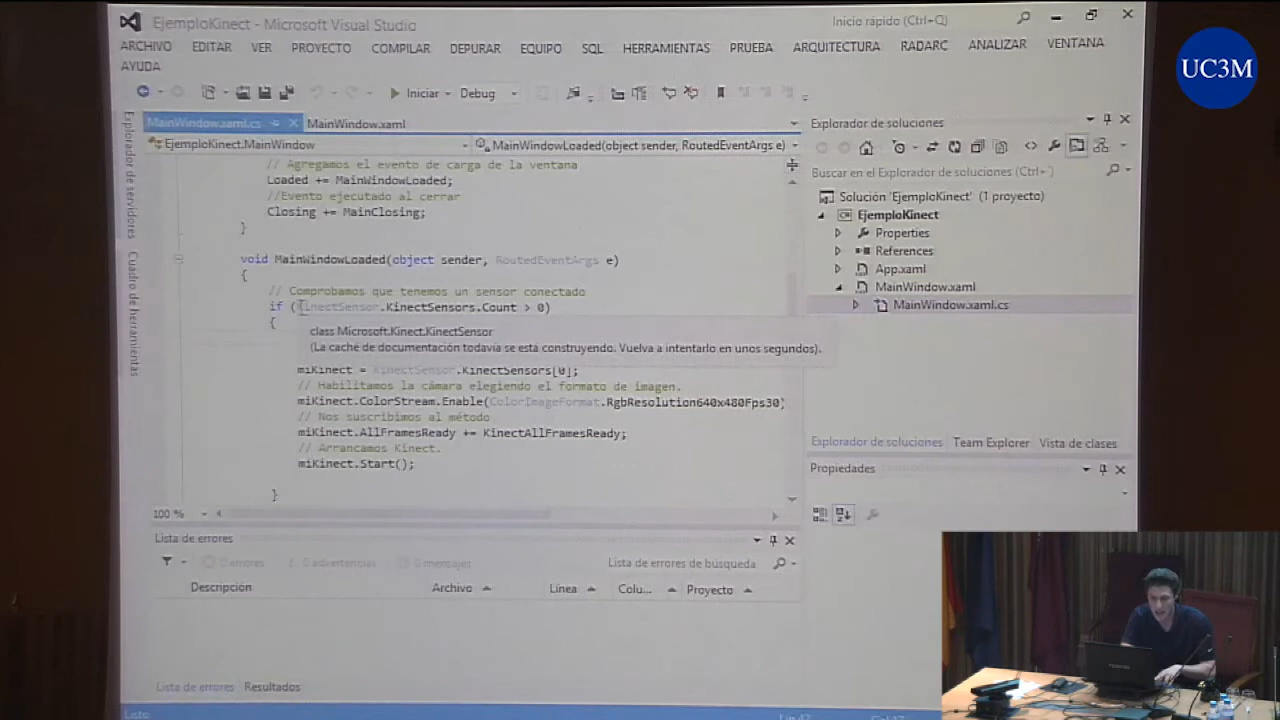 EjemploKinect - Microsoft Visual Studio
Inicio rápido (Ctrl+Q)
UC3M
ARCHIVO EDITAR VER PROYECTO COMPILAR DEPURAR EQUIPO SQL HERRAMIENTAS PRUEBA ARQUITECTURA RADARC ANALIZAR VENTANA
AYUDA
Iniciar Debug
MainWindow.xaml.cs MainWindow.xaml
EjemploKinect.MainWindow MainWindowLoaded(object sender, RoutedEventArgs e)
Explorador de servidores
Cuadro de herramientas
// Agregamos el evento de carga de la ventana
Loaded += MainWindowLoaded;
//Evento ejecutado al cerrar
Closing += MainClosing;
}
void MainWindowLoaded(object sender, RoutedEventArgs e)
{
// Comprobamos que tenemos un sensor conectado
if (KinectSensor.KinectSensors.Count > 0)
{
class Microsoft.Kinect.KinectSensor
(La caché de documentación todavía se está construyendo. Vuelva a intentarlo en unos segundos).
miKinect = KinectSensor.KinectSensors[0];
// Habilitamos la cámara elegiendo el formato de imagen.
miKinect.ColorStream.Enable(ColorImageFormat.RgbResolution640x480Fps30)
// Nos suscribimos al método
miKinect.AllFramesReady += KinectAllFramesReady;
// Arrancamos Kinect.
miKinect.Start();
}
100 %
Explorador de soluciones
Buscar en el Explorador de soluciones (Ctrl+')
Solución 'EjemploKinect' (1 proyecto)
EjemploKinect
Properties
References
App.xaml
MainWindow.xaml
MainWindow.xaml.cs
Explorador de soluciones Team Explorer Vista de clases
Propiedades
Lista de errores
0 errores 0 advertencias 0 mensajes Lista de errores de búsqueda
Descripción Archivo Línea Colu... Proyecto
Lista de errores Resultados
Listo